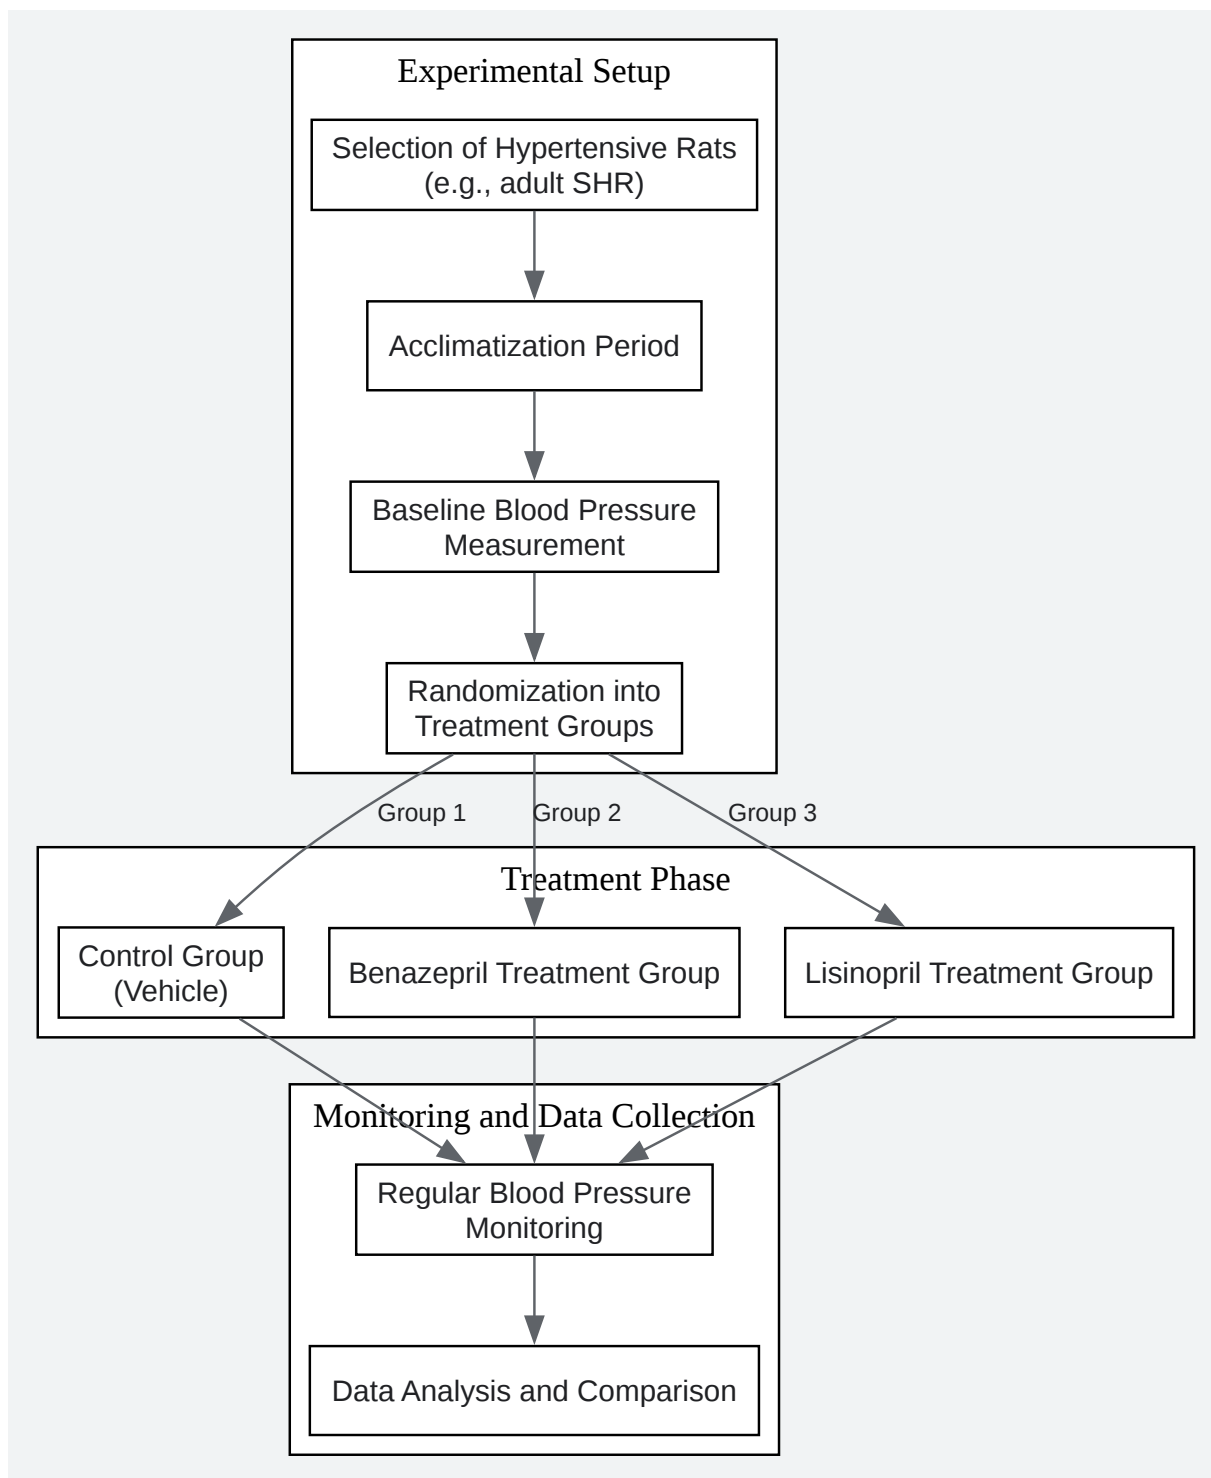 Experimental Setup
Selection of Hypertensive Rats
(e.g., adult SHR)
Acclimatization Period
Baseline Blood Pressure
Measurement
Randomization into
Treatment Groups
Group 1
Group 2
Group 3
Treatment Phase
Control Group
(Vehicle)
Benazepril Treatment Group
Lisinopril Treatment Group
Monitoring and Data Collection
Regular Blood Pressure
Monitoring
Data Analysis and Comparison